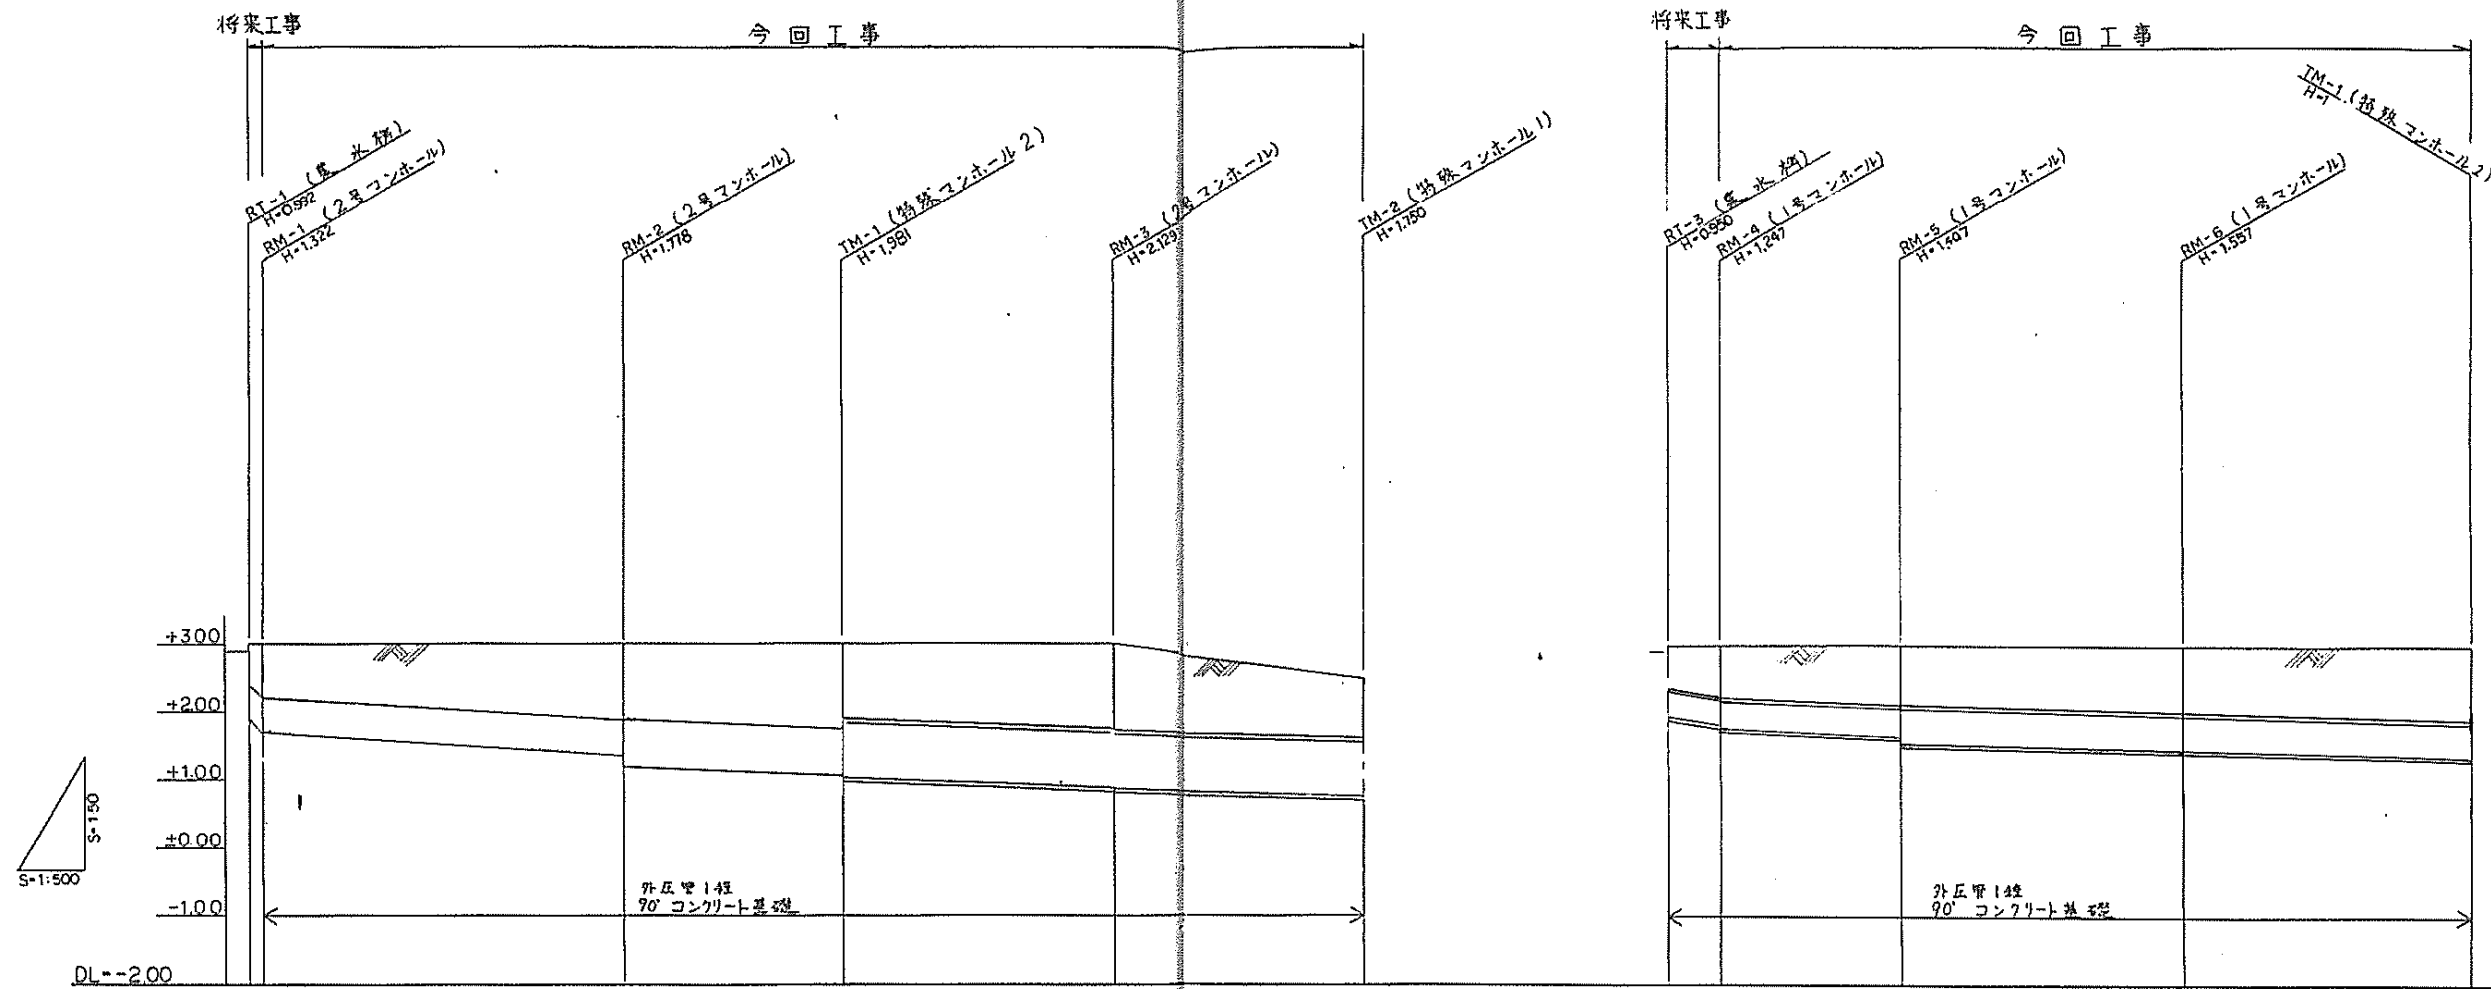 将来工事
今回工事
将来工事
今回工事
RT-1 (集水桝)
H=0.992
RM-1 (2号マンホール)
H=1.322
RM-2 (2号マンホール)
H=1.778
TM-1 (特殊マンホール2)
H=1.981
RM-3 (2号マンホール)
H=2.129
TM-2 (特殊マンホール1)
H=1.750
RT-3 (集水桝)
H=0.950
RM-4 (1号マンホール)
H=1.247
RM-5 (1号マンホール)
RM-6 (1号マンホール)
H=1.557
TM-1 (特殊マンホール2)
H=1
+3.00
+2.00
+1.00
±0.00
-1.00
DL=-2.00
S=1:50
S=1:500
外圧管1種
90° コンクリート基礎
外圧管1種
90° コンクリート基礎